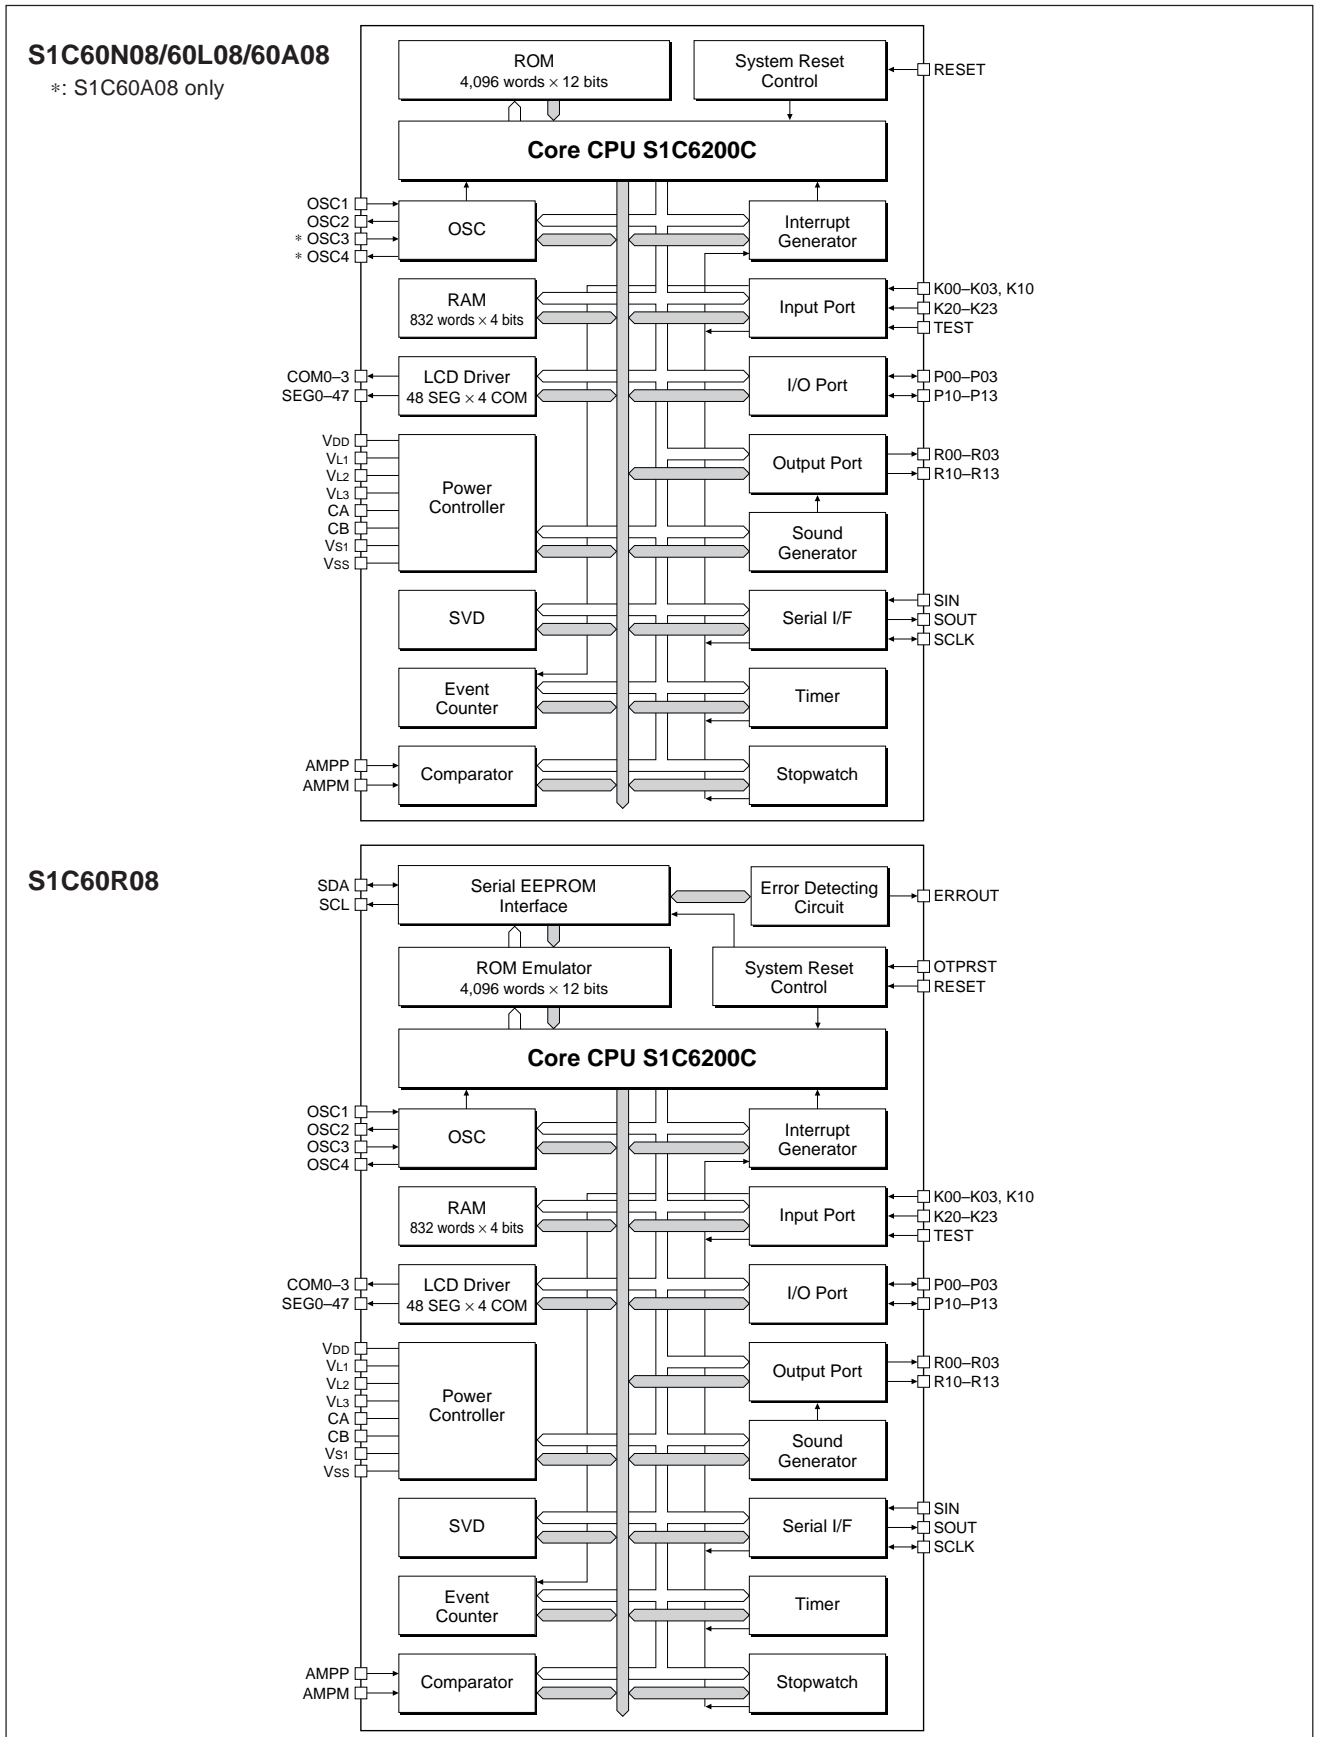 S1C60N08/60L08/60A08
*: S1C60A08 only
ROM
4,096 words × 12 bits
System Reset
Control
RESET
Core CPU S1C6200C
OSC1
OSC2
* OSC3
* OSC4
OSC
Interrupt
Generator
RAM
832 words × 4 bits
Input Port
K00–K03, K10
K20–K23
TEST
COM0–3
SEG0–47
LCD Driver
48 SEG × 4 COM
I/O Port
P00–P03
P10–P13
VDD
VL1
VL2
VL3
CA
CB
VS1
VSS
Power
Controller
Output Port
R00–R03
R10–R13
Sound
Generator
SVD
Serial I/F
SIN
SOUT
SCLK
Event
Counter
Timer
AMPP
AMPM
Comparator
Stopwatch
S1C60R08
SDA
SCL
Serial EEPROM
Interface
Error Detecting
Circuit
ERROUT
ROM Emulator
4,096 words × 12 bits
System Reset
Control
OTPRST
RESET
Core CPU S1C6200C
OSC1
OSC2
OSC3
OSC4
OSC
Interrupt
Generator
RAM
832 words × 4 bits
Input Port
K00–K03, K10
K20–K23
TEST
COM0–3
SEG0–47
LCD Driver
48 SEG × 4 COM
I/O Port
P00–P03
P10–P13
VDD
VL1
VL2
VL3
CA
CB
VS1
VSS
Power
Controller
Output Port
R00–R03
R10–R13
Sound
Generator
SVD
Serial I/F
SIN
SOUT
SCLK
Event
Counter
Timer
AMPP
AMPM
Comparator
Stopwatch